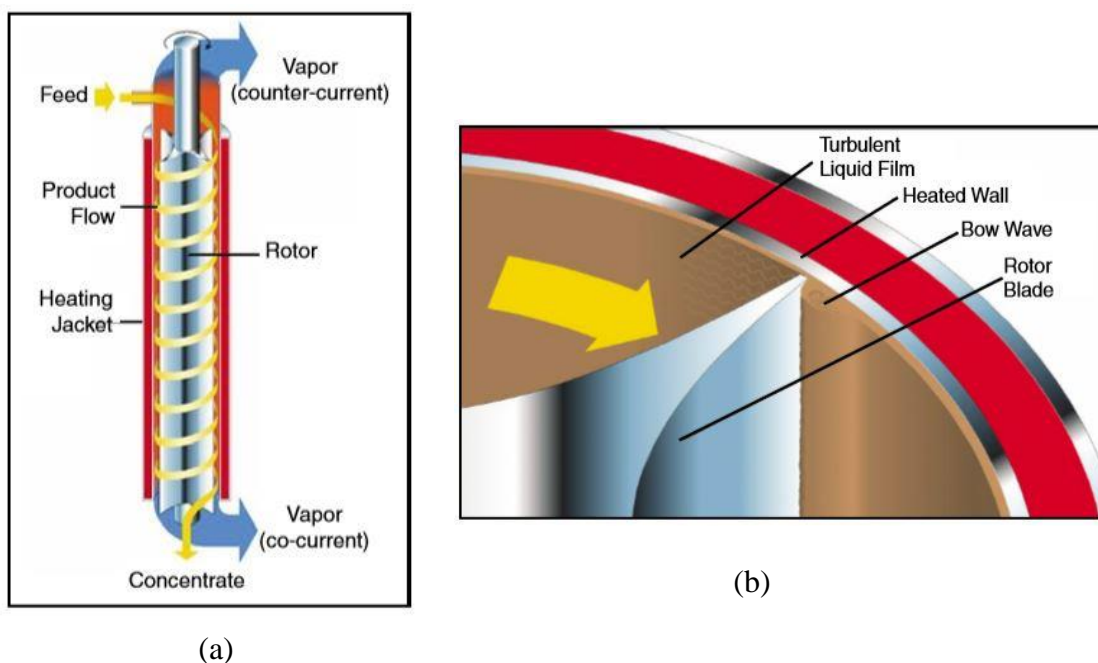 Vapor
(counter-current)
Feed
Product
Flow
Rotor
Heating
Jacket
Vapor
(co-current)
Concentrate
(a)
Turbulent
Liquid Film
Heated Wall
Bow Wave
Rotor
Blade
(b)